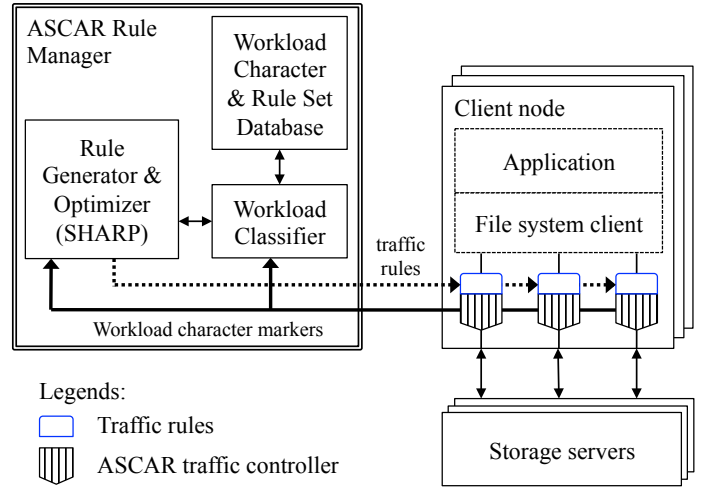 ASCAR Rule
Manager
Workload
Character
& Rule Set
Database
Rule
Generator &
Optimizer
(SHARP)
Workload
Classifier
traffic
rules
Workload character markers
Client node
Application
File system client
Storage servers
Legends:
Traffic rules
ASCAR traffic controller